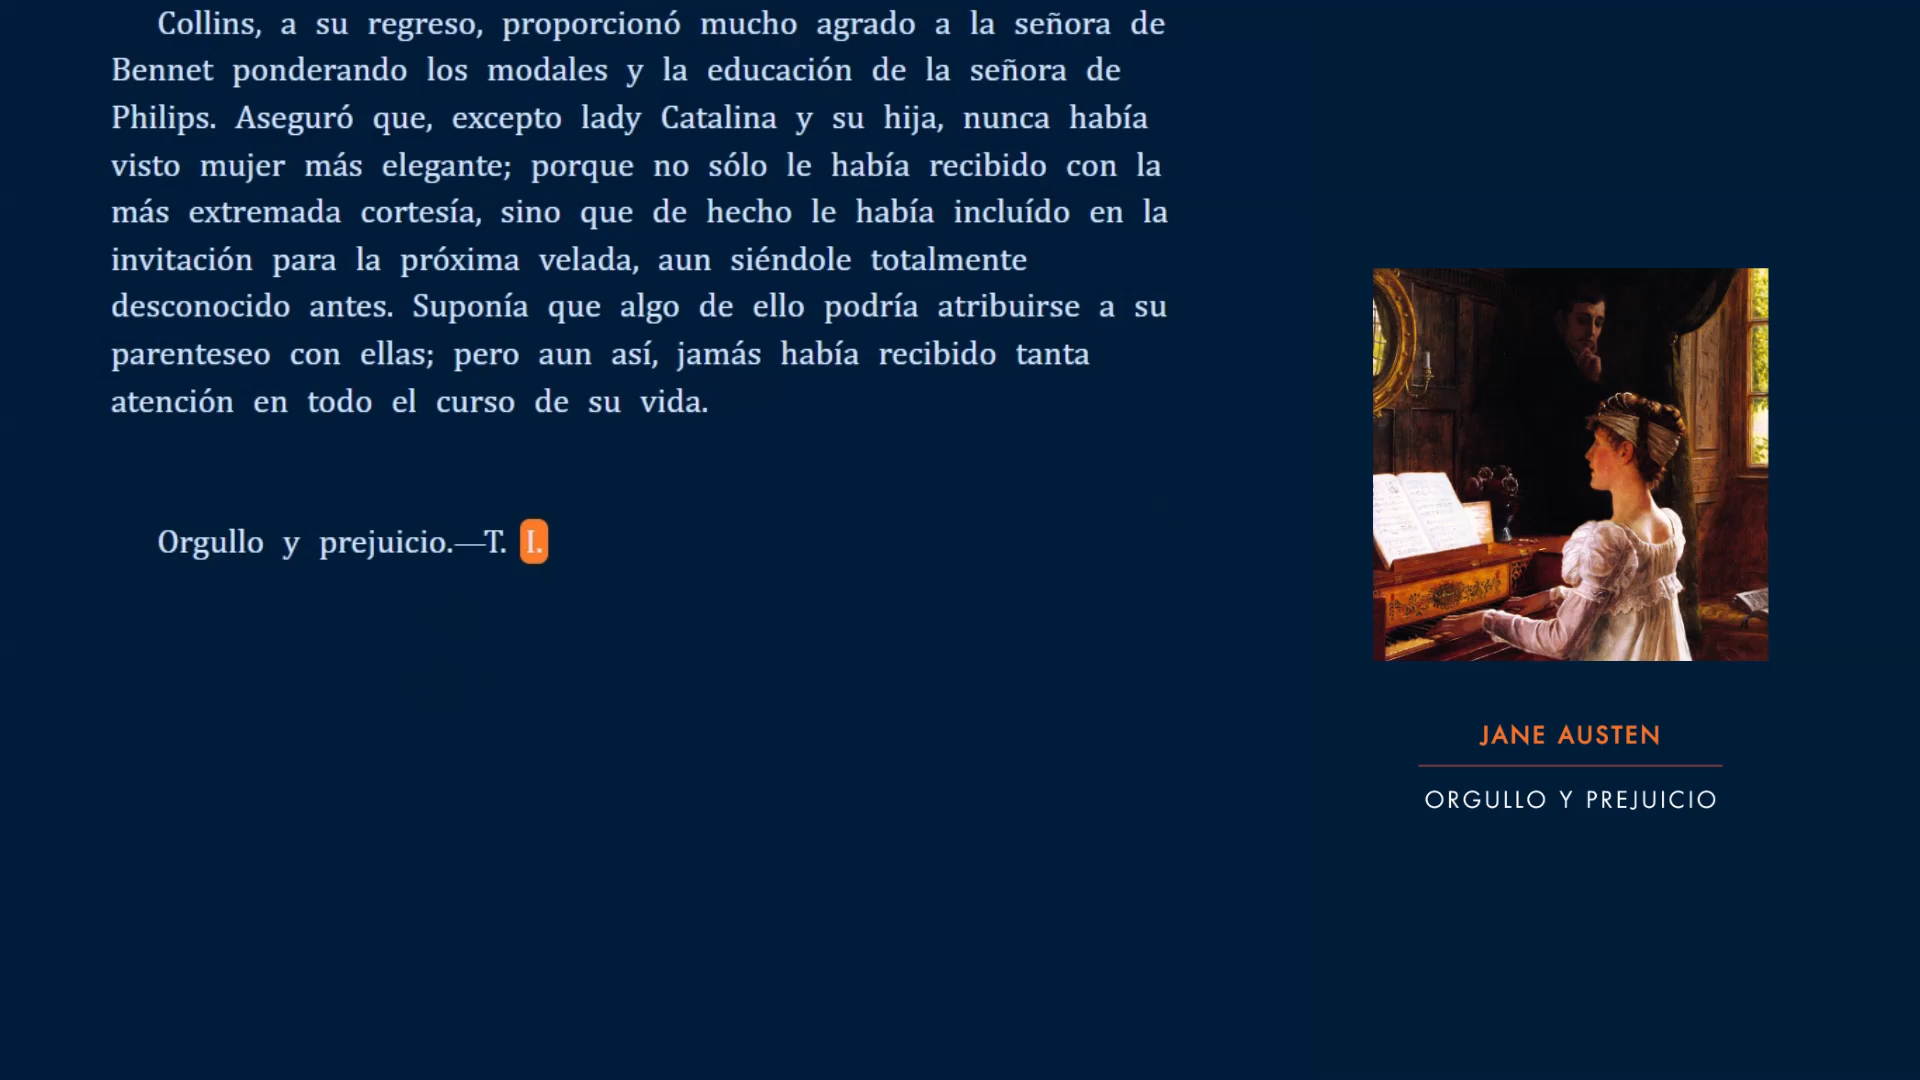 Collins, a su regreso, proporcionó mucho agrado a la señora de
Bennet ponderando los modales y la educación de la señora de
Philips. Aseguró que, excepto lady Catalina y su hija, nunca había
visto mujer más elegante; porque no sólo le había recibido con la
más extremada cortesía, sino que de hecho le había incluído en la
invitación para la próxima velada, aun siéndole totalmente
desconocido antes. Suponía que algo de ello podría atribuirse a su
parenteseo con ellas; pero aun así, jamás había recibido tanta
atención en todo el curso de su vida.
Orgullo y prejuicio.—T. I.
JANE AUSTEN
ORGULLO Y PREJUICIO